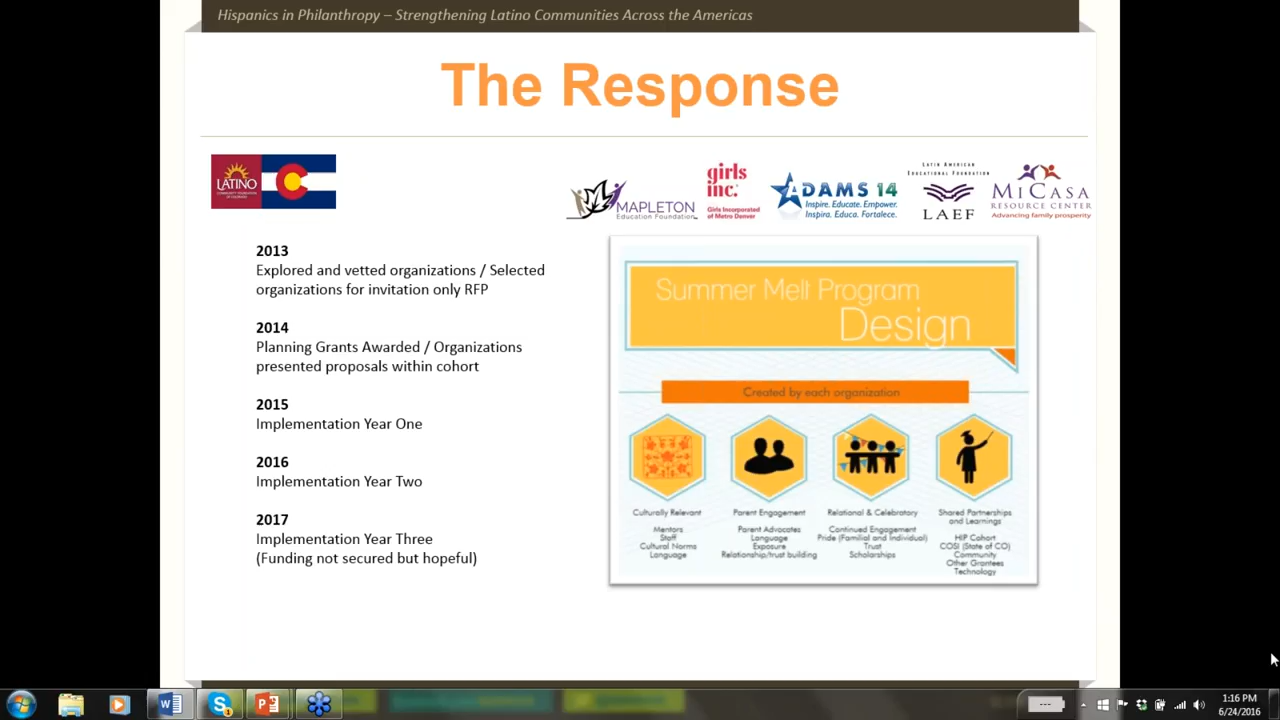 Hispanics in Philanthropy – Strengthening Latino Communities Across the Americas
The Response
LATINO
COMMUNITY FOUNDATION
OF COLORADO
MAPLETON
Education Foundation
girls
inc.
Girls Incorporated
of Metro Denver
ADAMS 14
Inspire. Educate. Empower.
Inspira. Educa. Fortalece.
LATIN AMERICAN
EDUCATIONAL FOUNDATION
LAEF
MI CASA
RESOURCE CENTER
Advancing family prosperity
2013
Explored and vetted organizations / Selected
organizations for invitation only RFP
2014
Planning Grants Awarded / Organizations
presented proposals within cohort
2015
Implementation Year One
2016
Implementation Year Two
2017
Implementation Year Three
(Funding not secured but hopeful)
Summer Melt Program
Design
Created by each organization
Culturally Relevant
Mentors
Staff
Cultural Norms
Language
Parent Engagement
Parent Advocates
Language
Exposure
Relationship/trust building
Relational & Celebratory
Continued Engagement
Pride (Familial and Individual)
Trust
Scholarships
Shared Partnerships
and Learnings
HIP Cohort
COSI (State of CO)
Community
Other Grantees
Technology
1:16 PM
6/24/2016